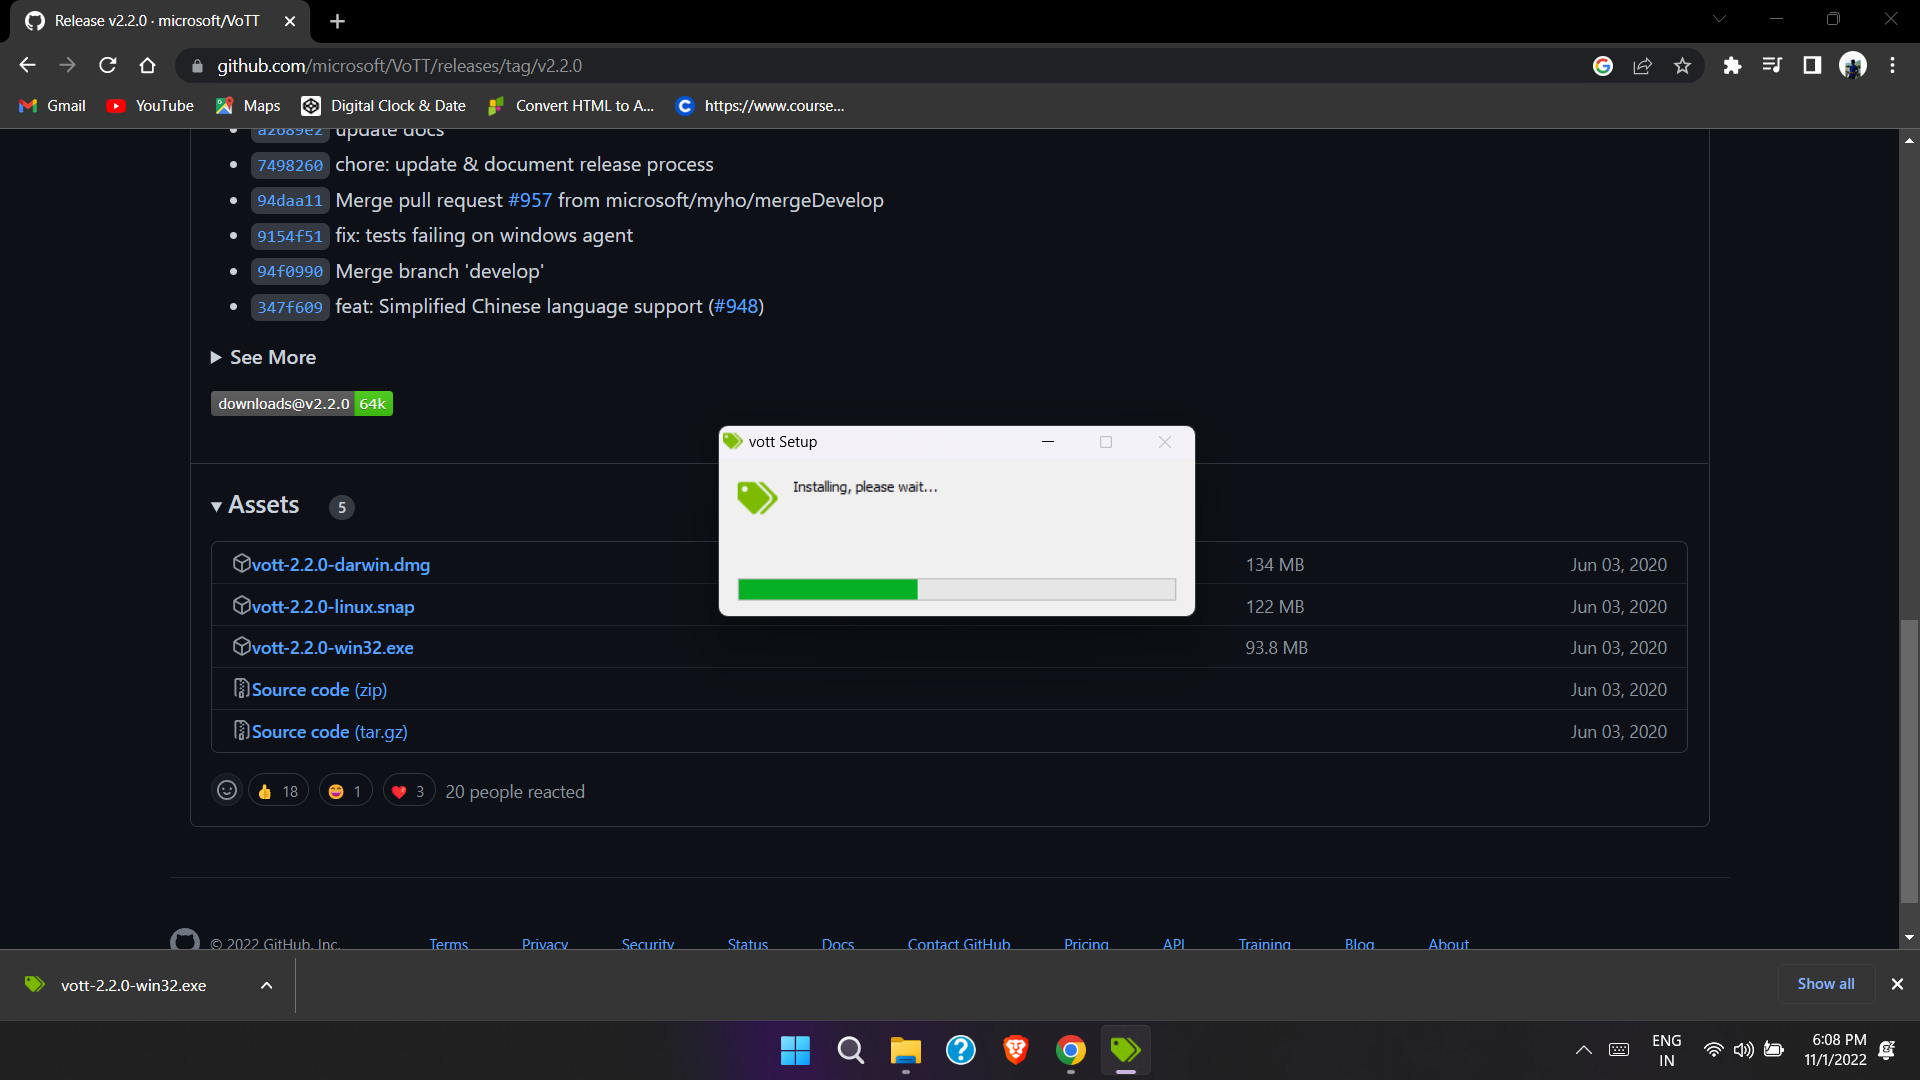 Release v2.2.0 · microsoft/VoTT
github.com/microsoft/VoTT/releases/tag/v2.2.0
Gmail YouTube Maps Digital Clock & Date Convert HTML to A... https://www.course...
a2689e2 update docs
7498260 chore: update & document release process
94daa11 Merge pull request #957 from microsoft/myho/mergeDevelop
9154f51 fix: tests failing on windows agent
94f0990 Merge branch 'develop'
347f609 feat: Simplified Chinese language support (#948)
See More
downloads@v2.2.0 64k
vott Setup
Installing, please wait...
Assets 5
vott-2.2.0-darwin.dmg 134 MB Jun 03, 2020
vott-2.2.0-linux.snap 122 MB Jun 03, 2020
vott-2.2.0-win32.exe 93.8 MB Jun 03, 2020
Source code (zip) Jun 03, 2020
Source code (tar.gz) Jun 03, 2020
18 1 3 20 people reacted
© 2022 GitHub, Inc. Terms Privacy Security Status Docs Contact GitHub Pricing API Training Blog About
vott-2.2.0-win32.exe Show all
ENG 6:08 PM
IN 11/1/2022